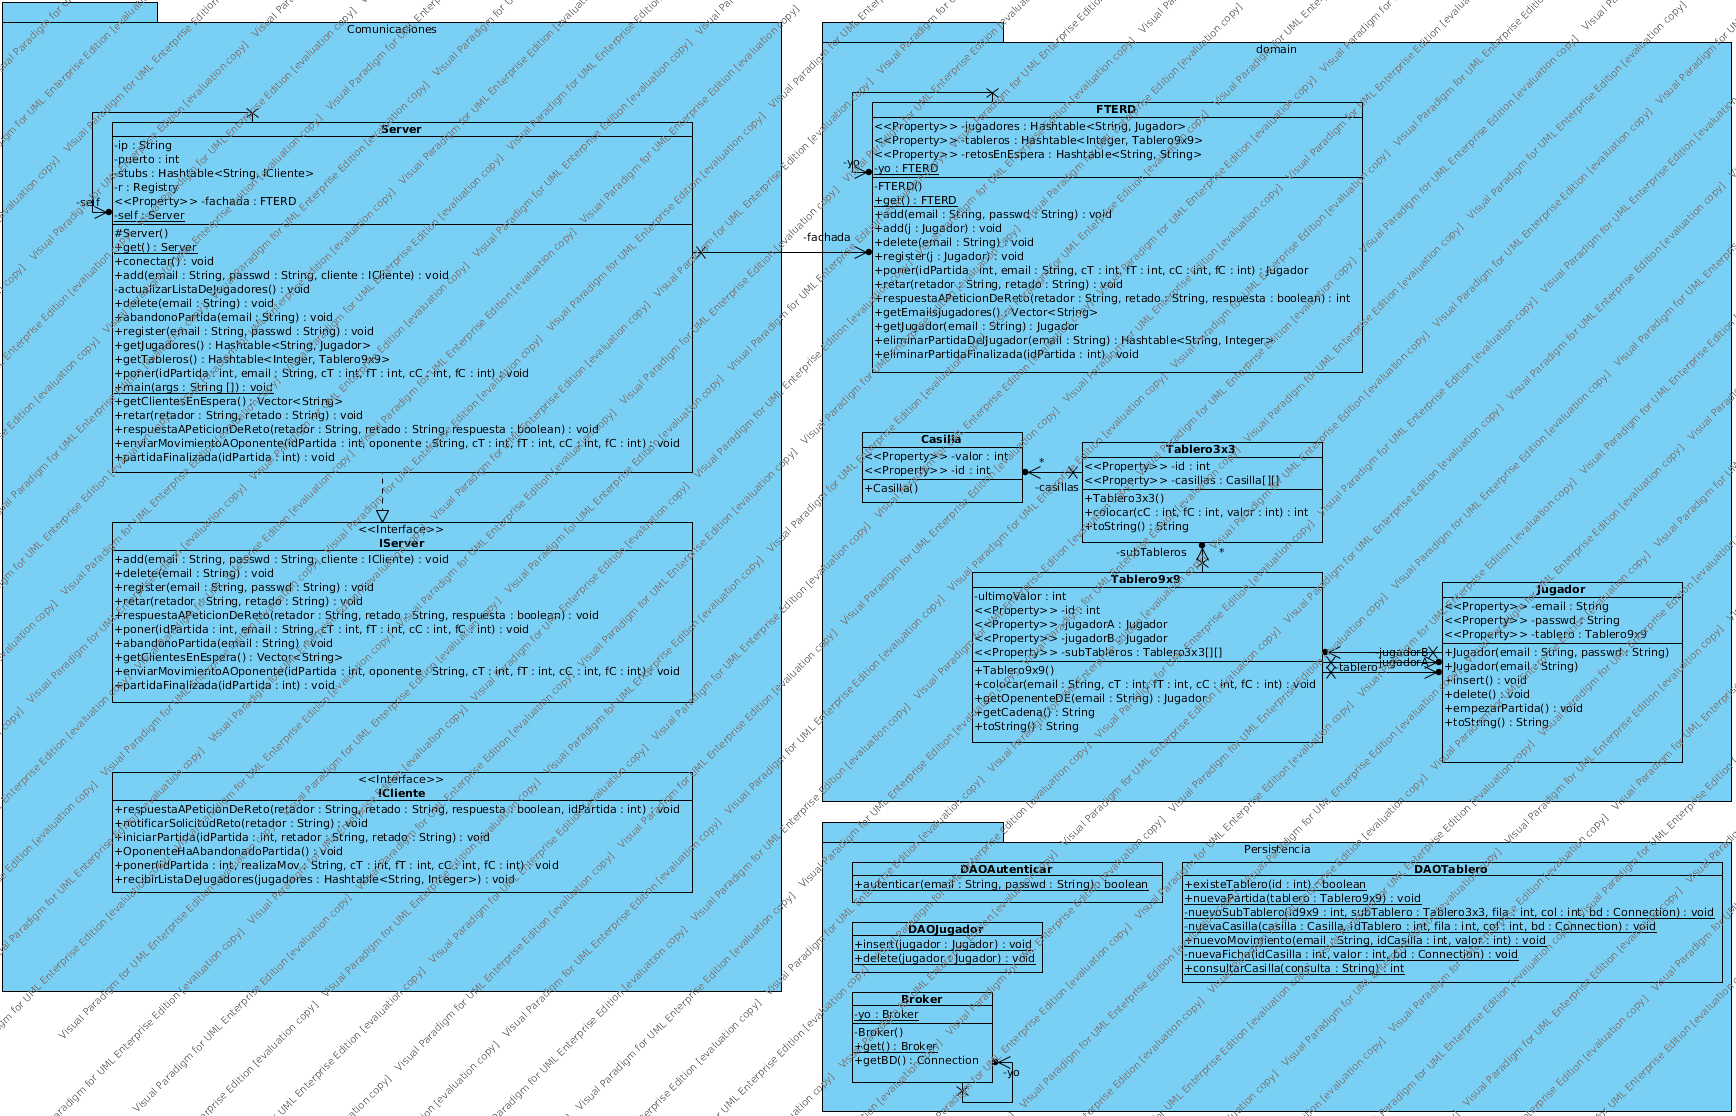 Comunicaciones
Server
-ip : String
-puerto : int
-stubs : Hashtable<String, ICliente>
-r : Registry
<<Property>> -fachada : FTERD
-self : Server
#Server()
+get() : Server
+conectar() : void
+add(email : String, passwd : String, cliente : ICliente) : void
-actualizarListaDeJugadores() : void
+delete(email : String) : void
+abandonoPartida(email : String) : void
+register(email : String, passwd : String) : void
+getJugadores() : Hashtable<String, Jugador>
+getTableros() : Hashtable<Integer, Tablero9x9>
+poner(idPartida : int, email : String, cT : int, fT : int, cC : int, fC : int) : void
+main(args : String []) : void
+getClientesEnEspera() : Vector<String>
+retar(retador : String, retado : String) : void
+respuestaAPeticionDeReto(retador : String, retado : String, respuesta : boolean) : void
+enviarMovimientoAOponente(idPartida : int, oponente : String, cT : int, fT : int, cC : int, fC : int) : void
+partidaFinalizada(idPartida : int) : void
-self
-fachada
<<Interface>>
IServer
+add(email : String, passwd : String, cliente : ICliente) : void
+delete(email : String) : void
+register(email : String, passwd : String) : void
+retar(retador : String, retado : String) : void
+respuestaAPeticionDeReto(retador : String, retado : String, respuesta : boolean) : void
+poner(idPartida : int, email : String, cT : int, fT : int, cC : int, fC : int) : void
+abandonoPartida(email : String) : void
+getClientesEnEspera() : Vector<String>
+enviarMovimientoAOponente(idPartida : int, oponente : String, cT : int, fT : int, cC : int, fC : int) : void
+partidaFinalizada(idPartida : int) : void
<<Interface>>
ICliente
+respuestaAPeticionDeReto(retador : String, retado : String, respuesta : boolean, idPartida : int) : void
+notificarSolicitudReto(retador : String) : void
+iniciarPartida(idPartida : int, retador : String, retado : String) : void
+OponenteHaAbandonadoPartida() : void
+poner(idPartida : int, realizaMov : String, cT : int, fT : int, cC : int, fC : int) : void
+recibirListaDeJugadores(jugadores : Hashtable<String, Integer>) : void
domain
FTERD
<<Property>> -jugadores : Hashtable<String, Jugador>
<<Property>> -tableros : Hashtable<Integer, Tablero9x9>
<<Property>> -retosEnEspera : Hashtable<String, String>
-yo : FTERD
-FTERD()
+get() : FTERD
+add(email : String, passwd : String) : void
+add(j : Jugador) : void
+delete(email : String) : void
+register(j : Jugador) : void
+poner(idPartida : int, email : String, cT : int, fT : int, cC : int, fC : int) : Jugador
+retar(retador : String, retado : String) : void
+respuestaAPeticionDeReto(retador : String, retado : String, respuesta : boolean) : int
+getEmailsjugadores() : Vector<String>
+getJugador(email : String) : Jugador
+eliminarPartidaDelJugador(email : String) : Hashtable<String, Integer>
+eliminarPartidaFinalizada(idPartida : int) : void
-yo
Casilla
<<Property>> -valor : int
<<Property>> -id : int
+Casilla()
*
-casillas
Tablero3x3
<<Property>> -id : int
<<Property>> -casillas : Casilla[][]
+Tablero3x3()
+colocar(cC : int, fC : int, valor : int) : int
+toString() : String
-subTableros
*
Tablero9x9
-ultimoValor : int
<<Property>> -id : int
<<Property>> -jugadorA : Jugador
<<Property>> -jugadorB : Jugador
<<Property>> -subTableros : Tablero3x3[][]
+Tablero9x9()
+colocar(email : String, cT : int, fT : int, cC : int, fC : int) : void
+getOpenenteDE(email : String) : Jugador
+getCadena() : String
+toString() : String
-jugadorB
-jugadorA
-tablero
Jugador
<<Property>> -email : String
<<Property>> -passwd : String
<<Property>> -tablero : Tablero9x9
+Jugador(email : String, passwd : String)
+Jugador(email : String)
+insert() : void
+delete() : void
+empezarPartida() : void
+toString() : String
Persistencia
DAOAutenticar
+autenticar(email : String, passwd : String) : boolean
DAOJugador
+insert(jugador : Jugador) : void
+delete(jugador : Jugador) : void
Broker
-yo : Broker
-Broker()
+get() : Broker
+getBD() : Connection
-yo
DAOTablero
+existeTablero(id : int) : boolean
+nuevaPartida(tablero : Tablero9x9) : void
-nuevoSubTablero(id9x9 : int, subTablero : Tablero3x3, fila : int, col : int, bd : Connection) : void
-nuevaCasilla(casilla : Casilla, idTablero : int, fila : int, col : int, bd : Connection) : void
+nuevoMovimiento(email : String, idCasilla : int, valor : int) : void
-nuevaFicha(idCasilla : int, valor : int, bd : Connection) : void
+consultarCasilla(consulta : String) : int
Visual Paradigm for UML Enterprise Edition [evaluation copy]